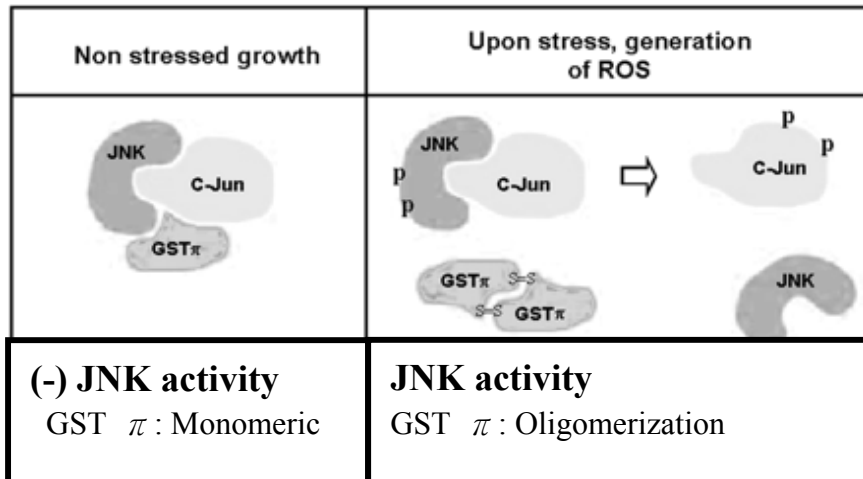 Non stressed growth
Upon stress, generation
of ROS
JNK
C-Jun
GSTπ
JNK
p
p
C-Jun
p
p
C-Jun
GSTπ
S-S
S-S
GSTπ
JNK
(-) JNK activity
GST π : Monomeric
JNK activity
GST π : Oligomerization